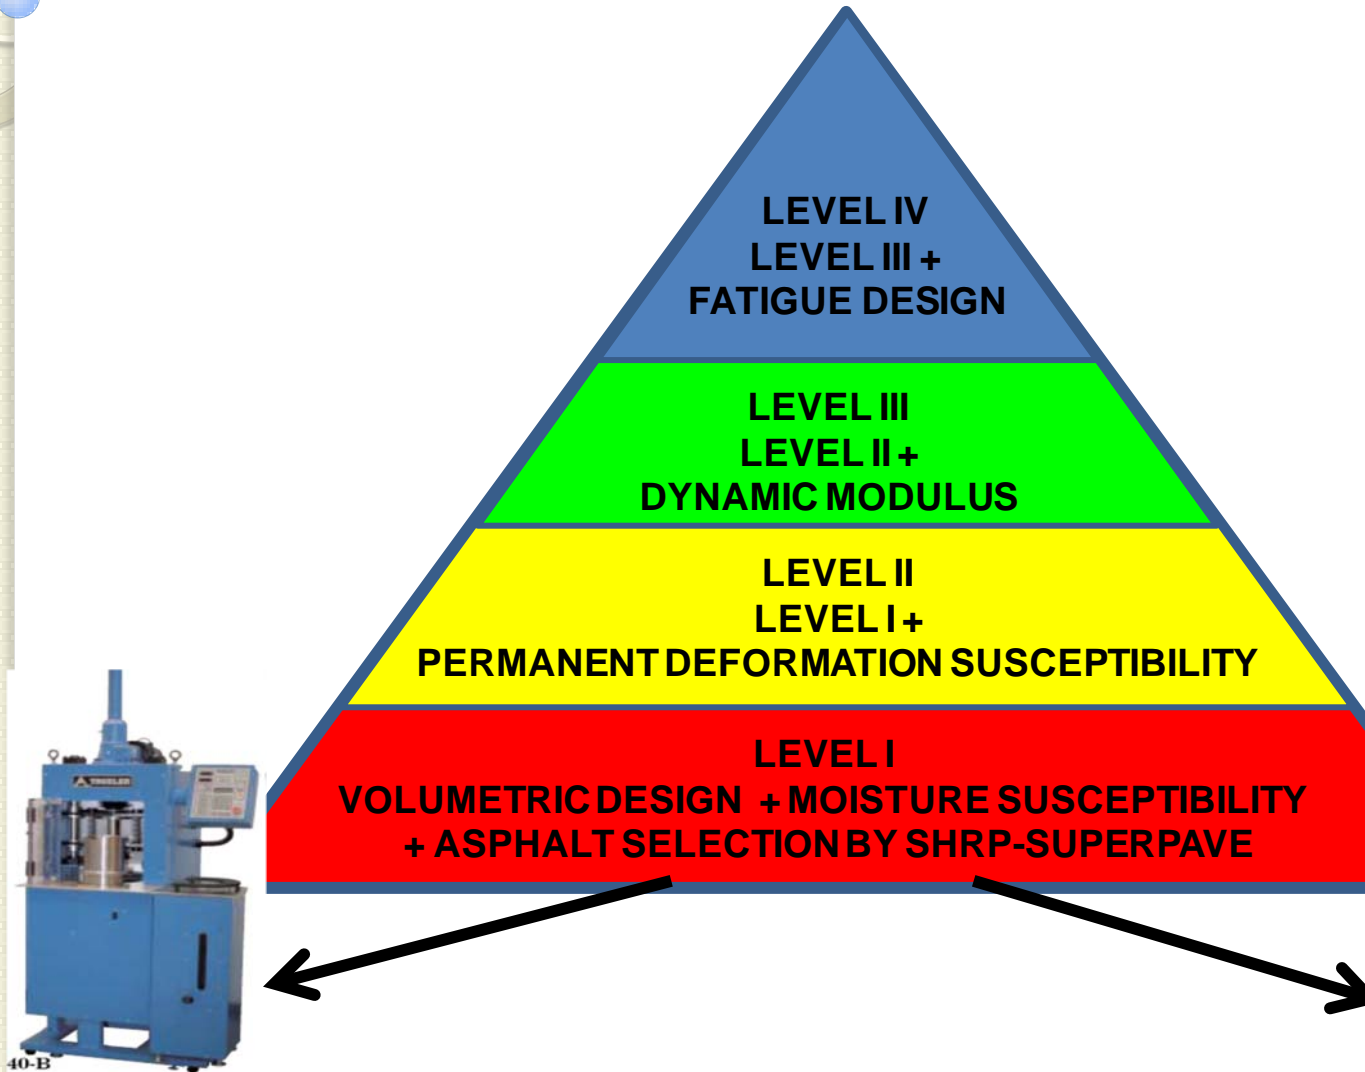 LEVEL IV
LEVEL III +
FATIGUE DESIGN
LEVEL III
LEVEL II +
DYNAMIC MODULUS
LEVEL II
LEVEL I +
PERMANENT DEFORMATION SUSCEPTIBILITY
LEVEL I
VOLUMETRIC DESIGN + MOISTURE SUSCEPTIBILITY
+ ASPHALT SELECTION BY SHRP-SUPERPAVE
TROXLER
40-B